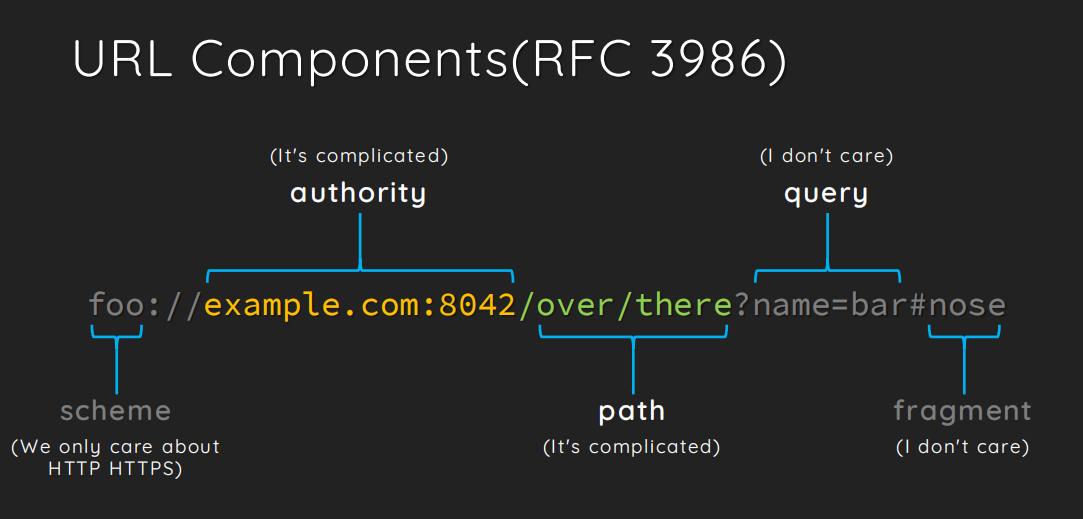 URL Components(RFC 3986)
(It's complicated)
authority
(I don't care)
query
foo://example.com:8042/over/there?name=bar#nose
scheme
(We only care about
HTTP HTTPS)
path
(It's complicated)
fragment
(I don't care)